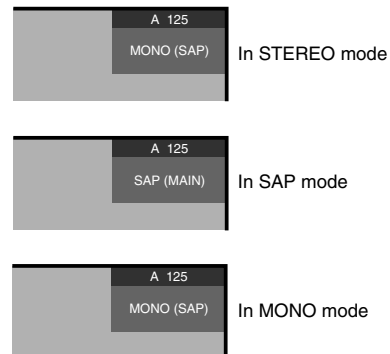 A 125
MONO (SAP)
In STEREO mode
A 125
SAP (MAIN)
In SAP mode
A 125
MONO (SAP)
In MONO mode